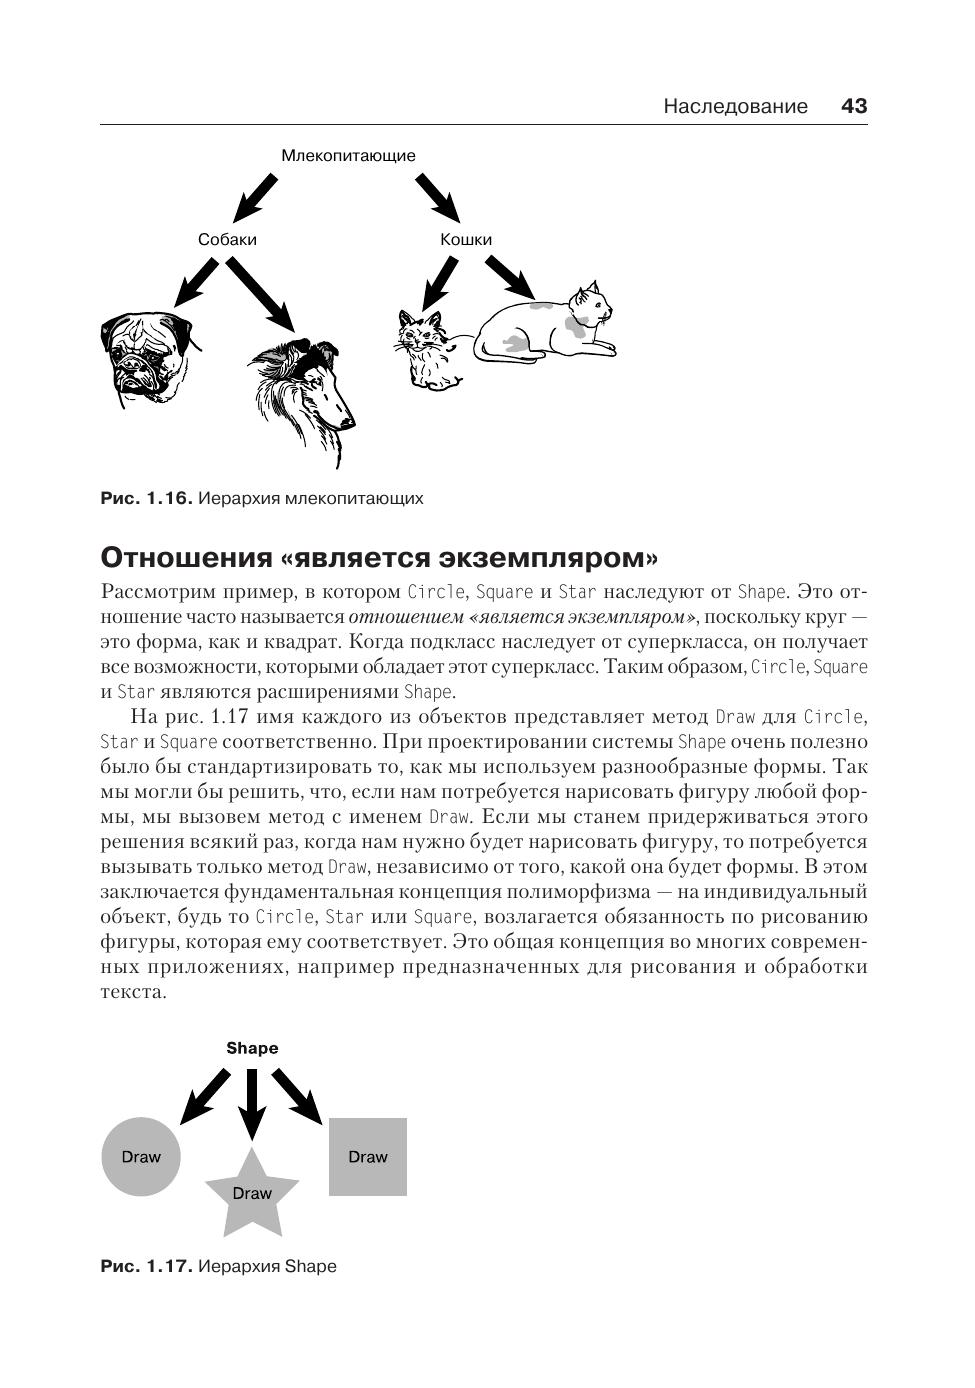 Наследование 43
Млекопитающие
Собаки Кошки
Рис. 1.16. Иерархия млекопитающих
Отношения «является экземпляром»
Рассмотрим пример, в котором Circle, Square и Star наследуют от Shape. Это от-
ношение часто называется отношением «является экземпляром», поскольку круг —
это форма, как и квадрат. Когда подкласс наследует от суперкласса, он получает
все возможности, которыми обладает этот суперкласс. Таким образом, Circle, Square
и Star являются расширениями Shape.
На рис. 1.17 имя каждого из объектов представляет метод Draw для Circle,
Star и Square соответственно. При проектировании системы Shape очень полезно
было бы стандартизировать то, как мы используем разнообразные формы. Так
мы могли бы решить, что, если нам потребуется нарисовать фигуру любой фор-
мы, мы вызовем метод с именем Draw. Если мы станем придерживаться этого
решения всякий раз, когда нам нужно будет нарисовать фигуру, то потребуется
вызывать только метод Draw, независимо от того, какой она будет формы. В этом
заключается фундаментальная концепция полиморфизма — на индивидуальный
объект, будь то Circle, Star или Square, возлагается обязанность по рисованию
фигуры, которая ему соответствует. Это общая концепция во многих современ-
ных приложениях, например предназначенных для рисования и обработки
текста.
Shape
Draw Draw
Draw
Рис. 1.17. Иерархия Shape